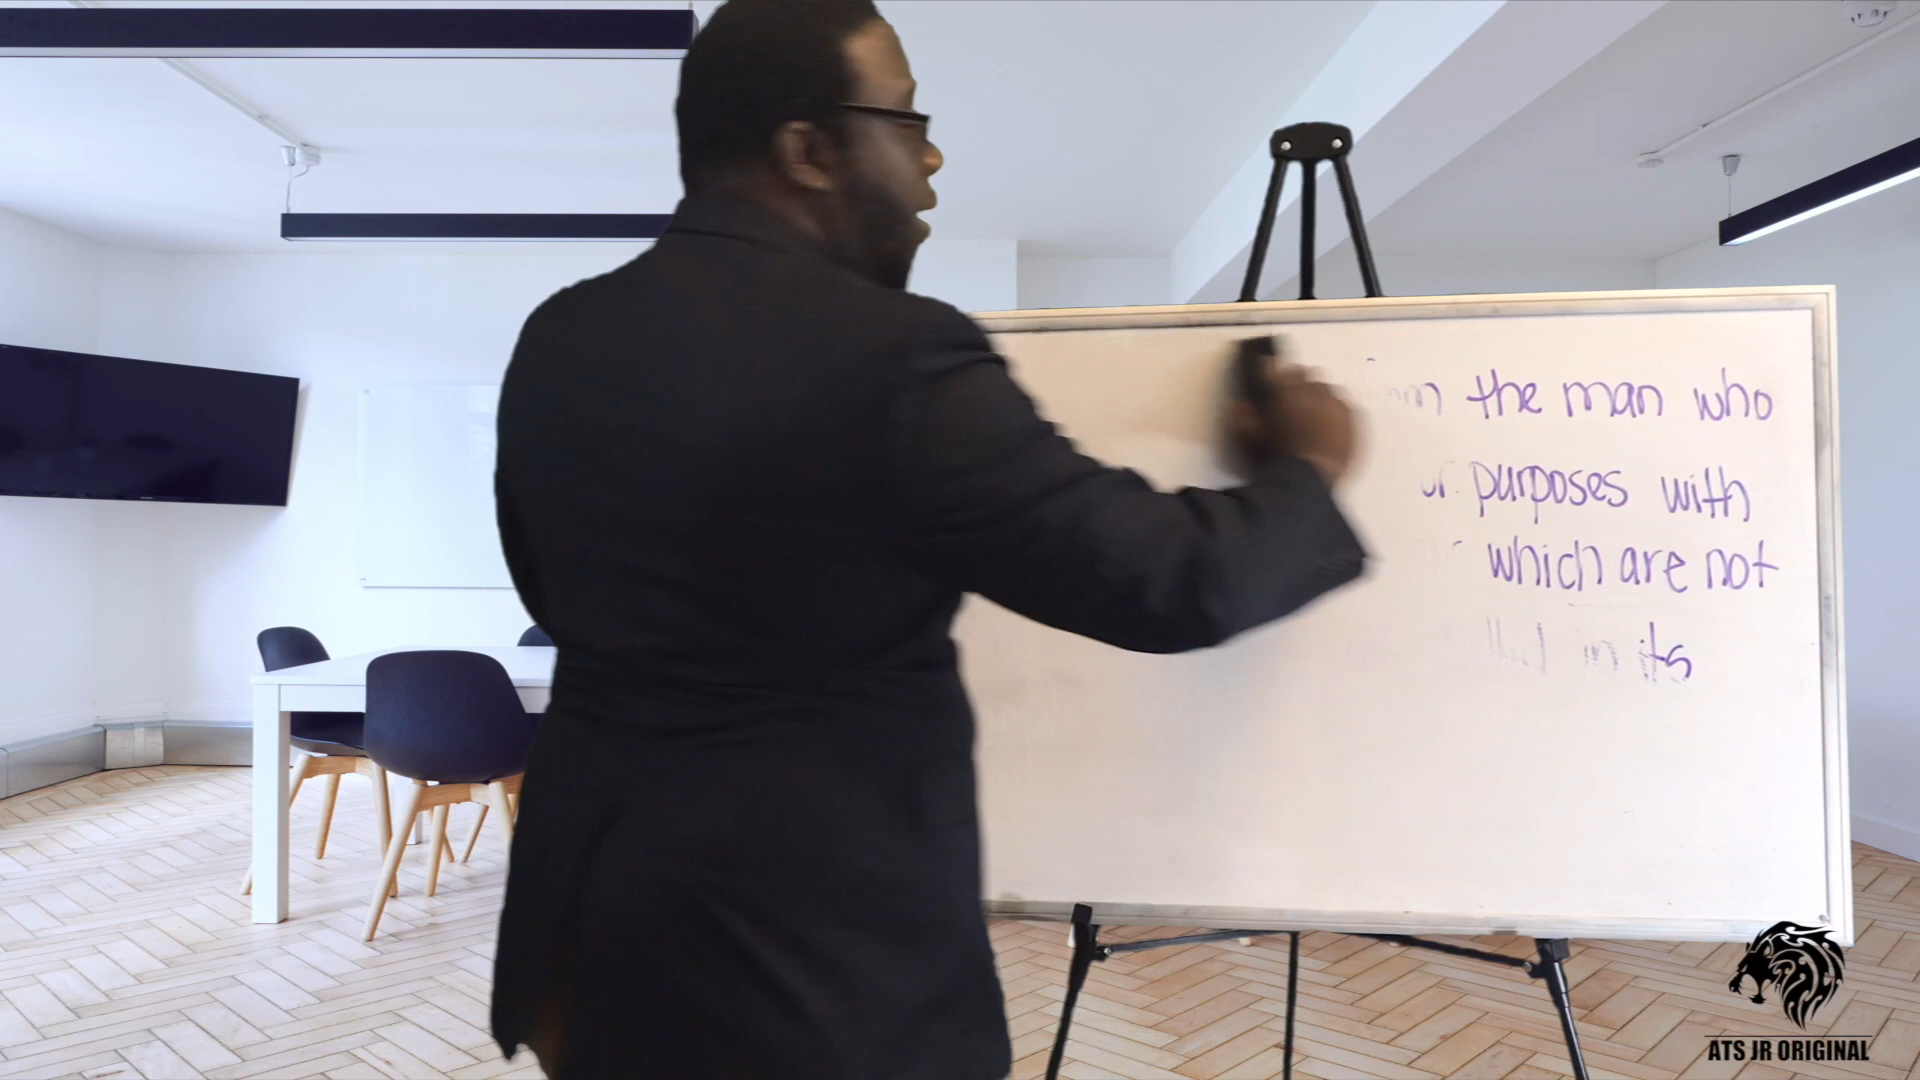 the man who
purposes with
which are not
in its
ATS JR ORIGINAL